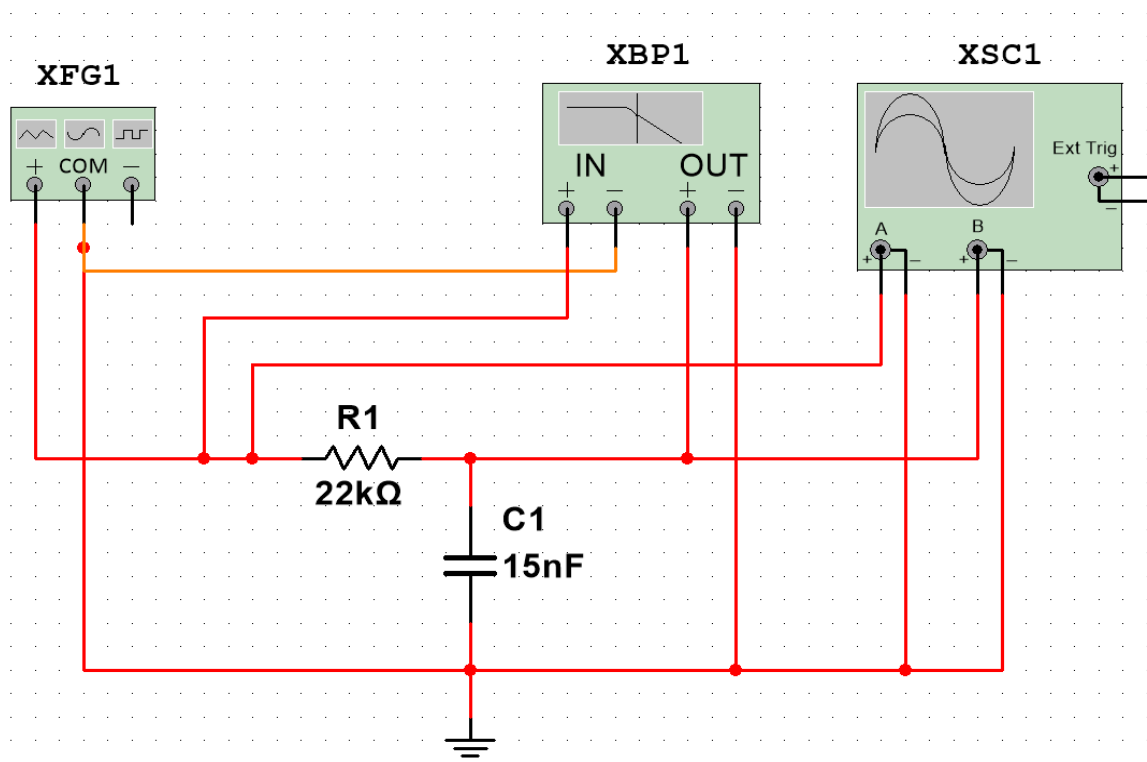 XFG1
+ COM −
XBP1
IN OUT
+ − + −
XSC1
Ext Trig
+
−
A B
+ − + −
R1
22kΩ
C1
15nF